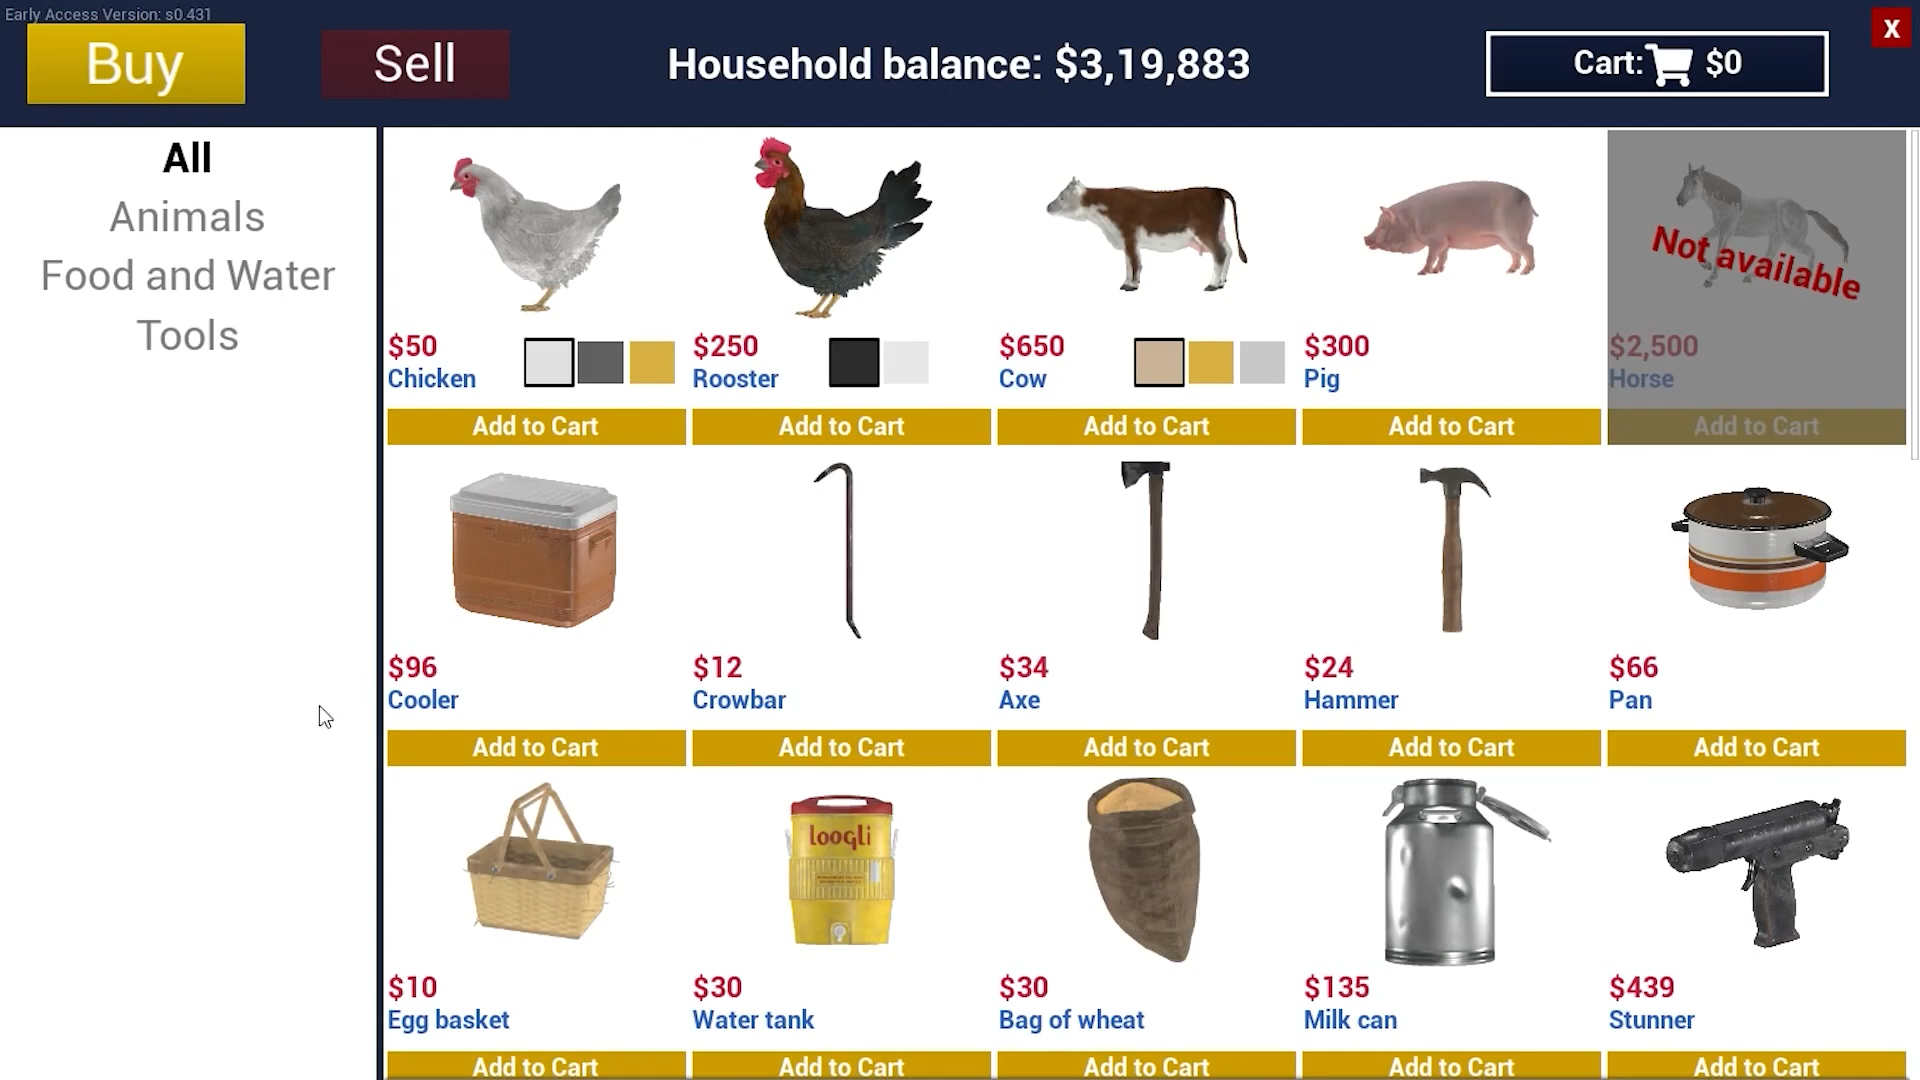 Early Access Version: s0.431
Buy
Sell
Household balance: $3,19,883
Cart: $0
X
All
Animals
Food and Water
Tools
$50
Chicken
Add to Cart
$250
Rooster
Add to Cart
$650
Cow
Add to Cart
$300
Pig
Add to Cart
Not available
$2,500
Horse
Add to Cart
$96
Cooler
Add to Cart
$12
Crowbar
Add to Cart
$34
Axe
Add to Cart
$24
Hammer
Add to Cart
$66
Pan
Add to Cart
$10
Egg basket
Add to Cart
loogli
$30
Water tank
Add to Cart
$30
Bag of wheat
Add to Cart
$135
Milk can
Add to Cart
$439
Stunner
Add to Cart